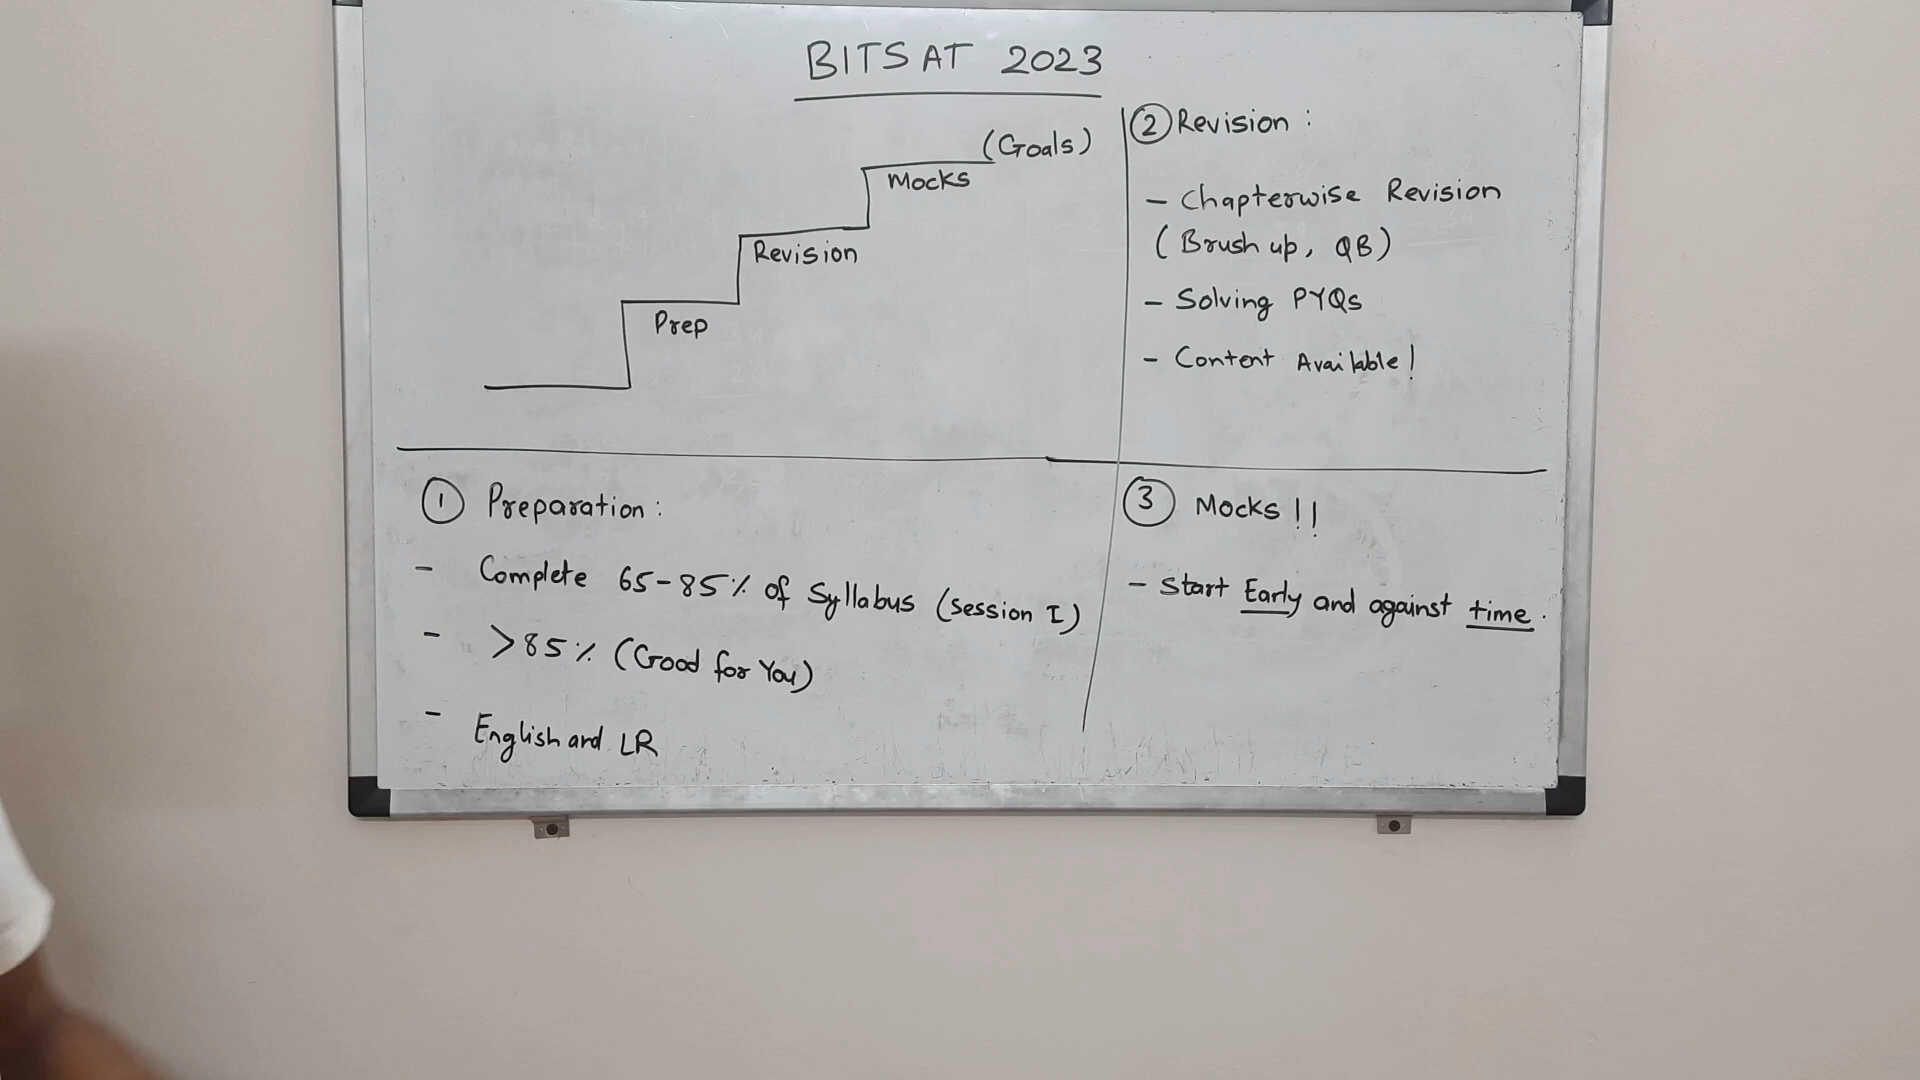 BITSAT 2023
(Goals)
Mocks
Revision
Prep
② Revision :
- Chapterwise Revision
(Brush up, QB)
- Solving PYQs
- Content Available!
① Preparation :
- Complete 65-85% of Syllabus (Session I)
- >85% (Good for You)
- English and LR
③ Mocks !!
- Start Early and against time.